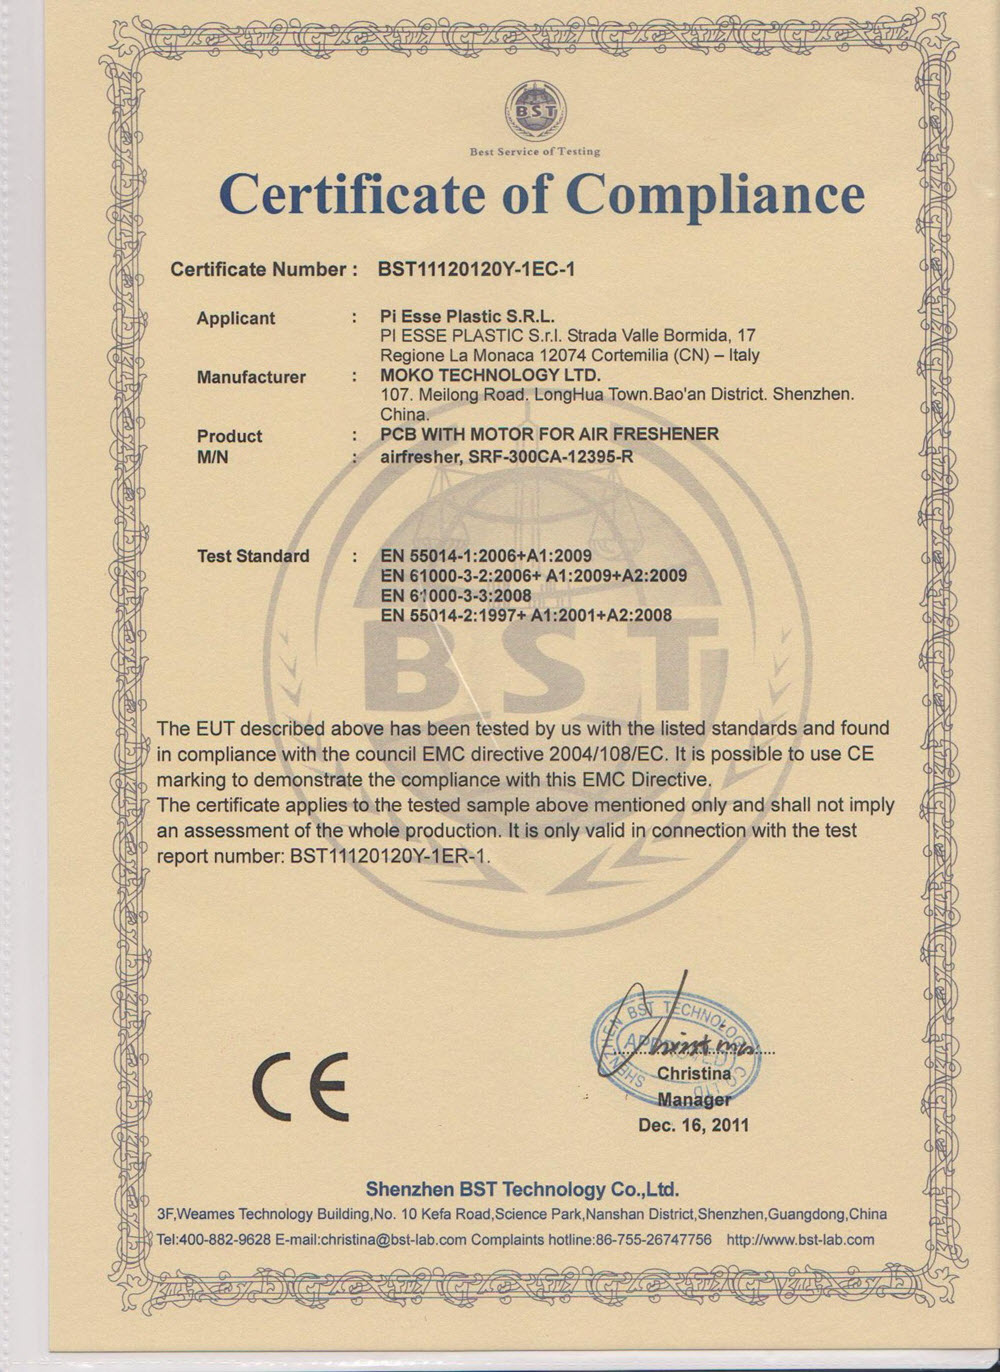 BST
Best Service of Testing
Certificate of Compliance
Certificate Number : BST11120120Y-1EC-1
Applicant : Pi Esse Plastic S.R.L.
PI ESSE PLASTIC S.r.l. Strada Valle Bormida, 17
Regione La Monaca 12074 Cortemilia (CN) – Italy
Manufacturer : MOKO TECHNOLOGY LTD.
107. Meilong Road. LongHua Town.Bao'an District. Shenzhen.
China.
Product : PCB WITH MOTOR FOR AIR FRESHENER
M/N : airfresher, SRF-300CA-12395-R
Test Standard : EN 55014-1:2006+A1:2009
EN 61000-3-2:2006+ A1:2009+A2:2009
EN 61000-3-3:2008
EN 55014-2:1997+ A1:2001+A2:2008
BST
The EUT described above has been tested by us with the listed standards and found
in compliance with the council EMC directive 2004/108/EC. It is possible to use CE
marking to demonstrate the compliance with this EMC Directive.
The certificate applies to the tested sample above mentioned only and shall not imply
an assessment of the whole production. It is only valid in connection with the test
report number: BST11120120Y-1ER-1.
SHENZHEN BST TECHNOLOGY CO.,LTD
APPROVED
Christina
CE
Christina
Manager
Dec. 16, 2011
Shenzhen BST Technology Co.,Ltd.
3F,Weames Technology Building,No. 10 Kefa Road,Science Park,Nanshan District,Shenzhen,Guangdong,China
Tel:400-882-9628 E-mail:christina@bst-lab.com Complaints hotline:86-755-26747756 http://www.bst-lab.com